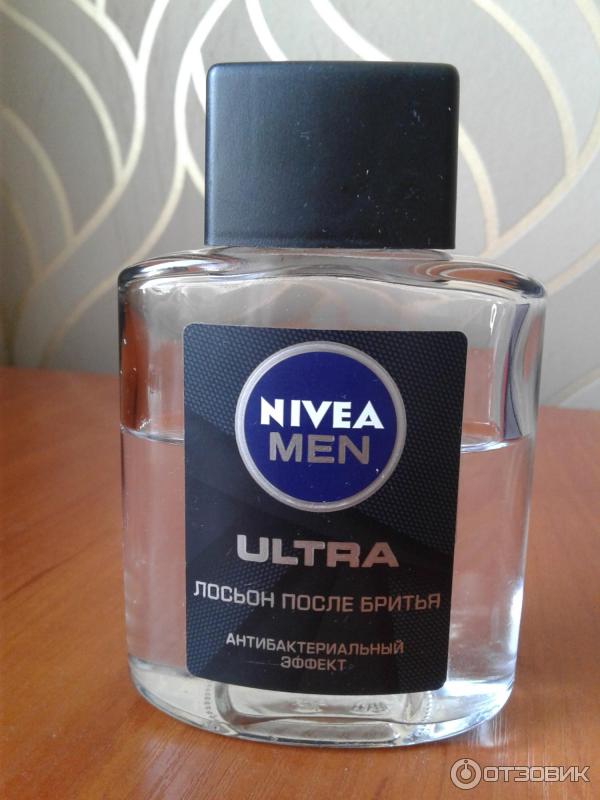 NIVEA
MEN
ULTRA
ЛОСЬОН ПОСЛЕ БРИТЬЯ
АНТИБАКТЕРИАЛЬНЫЙ
ЭФФЕКТ
ОТЗОВИК